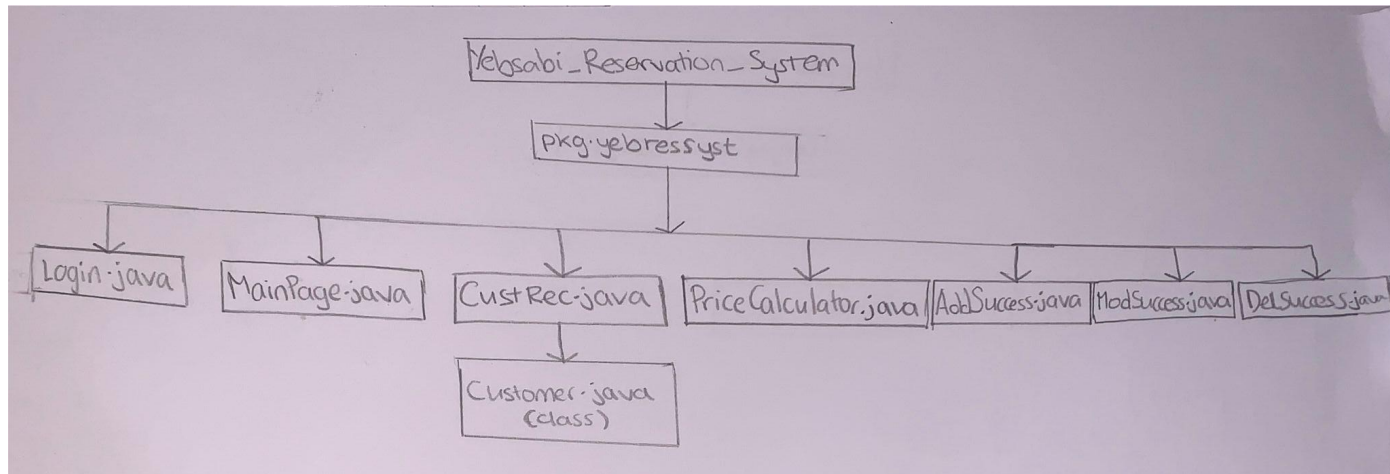 Yebsabi_Reservation_System
pkg.yebressyst
Login.java
MainPage.java
CustRec.java
PriceCalculator.java
AddSuccess.java
ModSuccess.java
DelSuccess.java
Customer.java
(class)